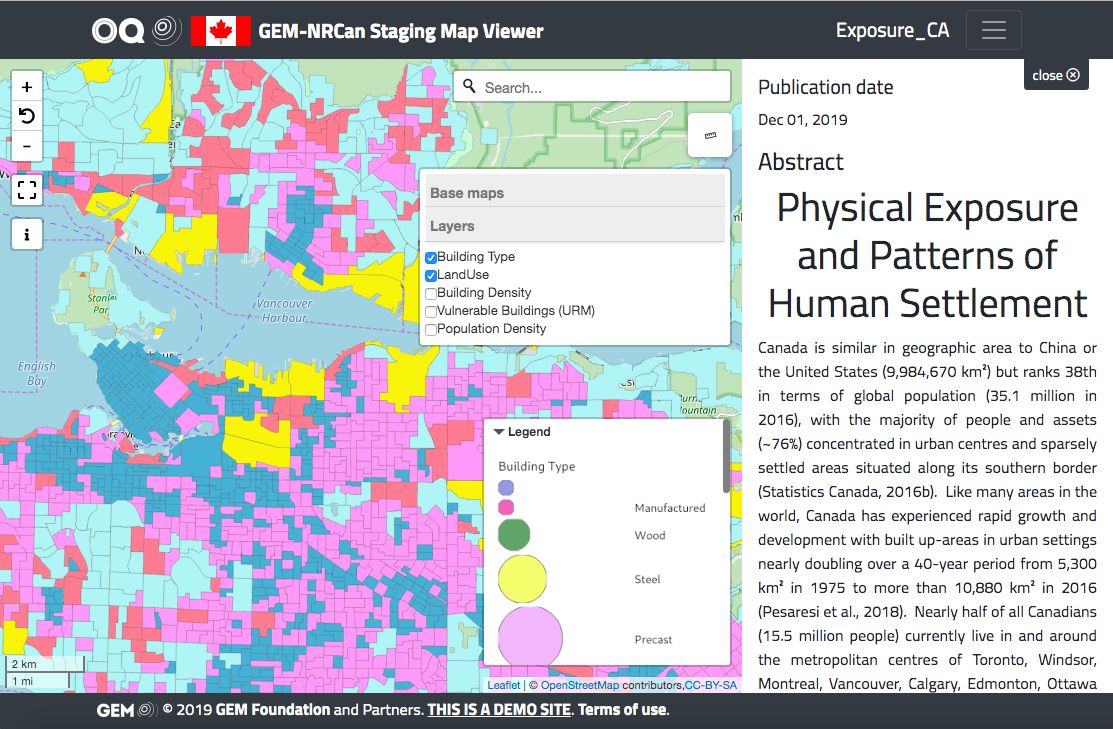 OQ GEM-NRCan Staging Map Viewer
Exposure_CA
close
+
-
i
Search...
Base maps
Layers
Building Type
LandUse
Building Density
Vulnerable Buildings (URM)
Population Density
Stanley
Par
Vancouver
Harbour
English
Bay
Legend
Building Type
Manufactured
Wood
Steel
Precast
2 km
1 mi
Leaflet | © OpenStreetMap contributors,CC-BY-SA
Publication date
Dec 01, 2019
Abstract
Physical Exposure
and Patterns of
Human Settlement
Canada is similar in geographic area to China or
the United States (9,984,670 km²) but ranks 38th
in terms of global population (35.1 million in
2016), with the majority of people and assets
(~76%) concentrated in urban centres and sparsely
settled areas situated along its southern border
(Statistics Canada, 2016b). Like many areas in the
world, Canada has experienced rapid growth and
development with built up-areas in urban settings
nearly doubling over a 40-year period from 5,300
km² in 1975 to more than 10,880 km² in 2016
(Pesaresi et al., 2018). Nearly half of all Canadians
(15.5 million people) currently live in and around
the metropolitan centres of Toronto, Windsor,
Montreal, Vancouver, Calgary, Edmonton, Ottawa
GEM © 2019 GEM Foundation and Partners. THIS IS A DEMO SITE. Terms of use.